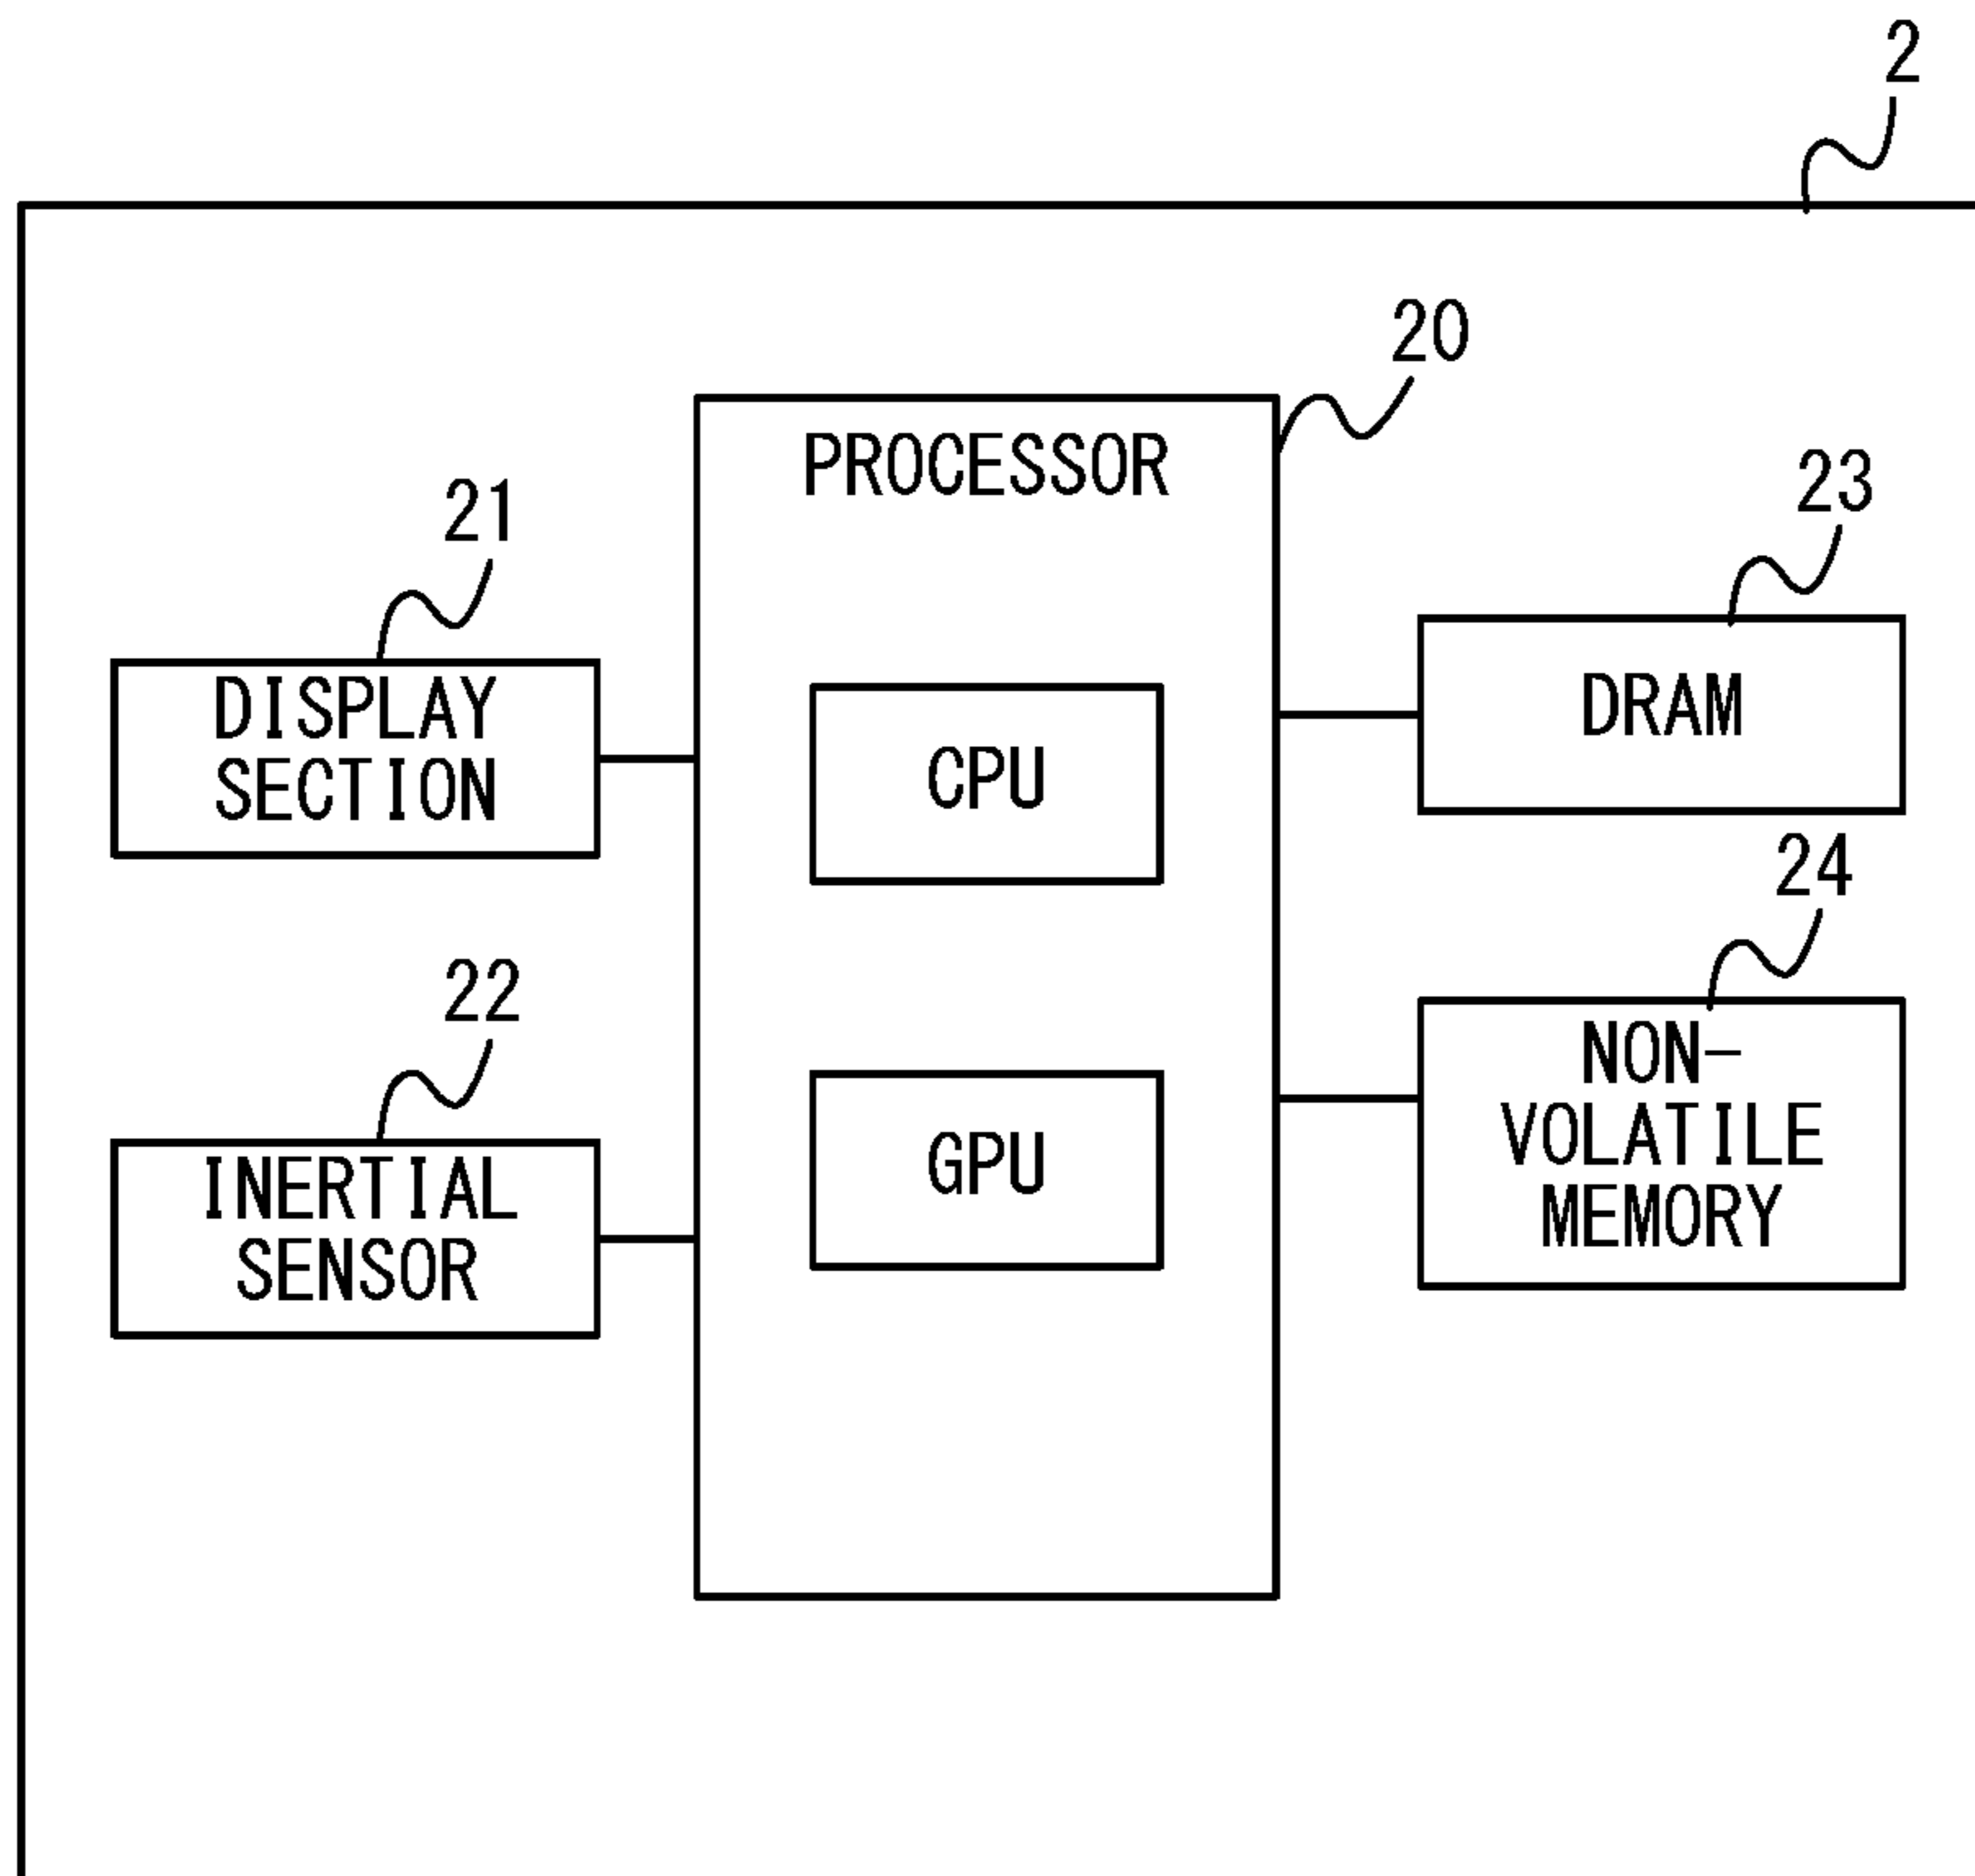 2
20
PROCESSOR
21
DISPLAY
SECTION
22
INERTIAL
SENSOR
CPU
GPU
23
DRAM
24
NON-
VOLATILE
MEMORY